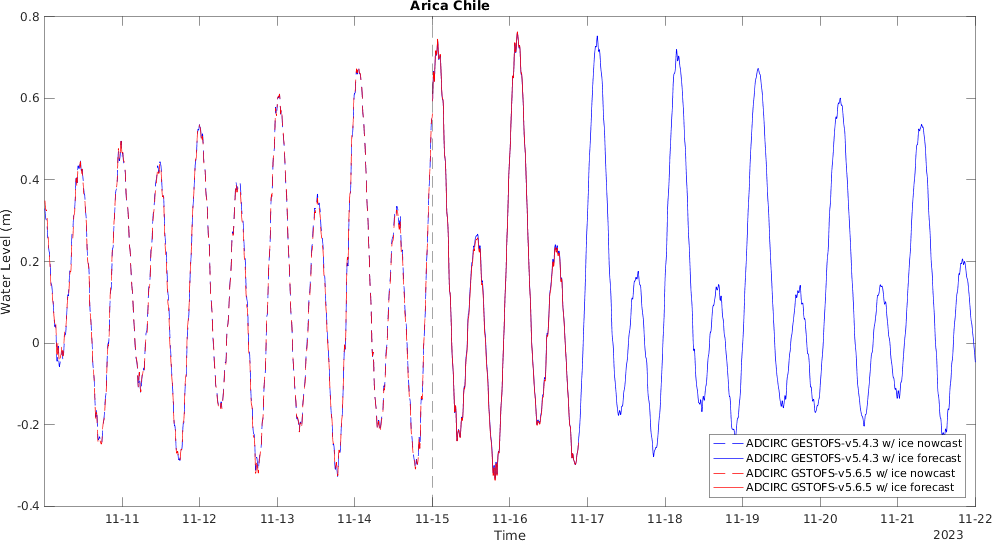 Arica Chile
0.8
0.6
0.4
0.2
0
-0.2
-0.4
Water Level (m)
11-11 11-12 11-13 11-14 11-15 11-16 11-17 11-18 11-19 11-20 11-21 11-22
Time
2023
ADCIRC GESTOFS-v5.4.3 w/ ice nowcast
ADCIRC GESTOFS-v5.4.3 w/ ice forecast
ADCIRC GSTOFS-v5.6.5 w/ ice nowcast
ADCIRC GSTOFS-v5.6.5 w/ ice forecast